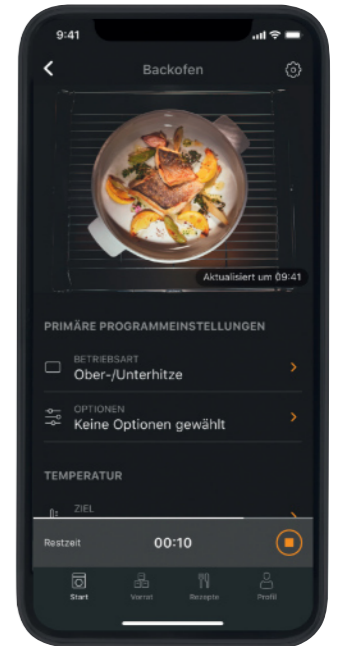 9:41
Backofen
Aktualisiert um 09:41
PRIMÄRE PROGRAMMEINSTELLUNGEN
BETRIEBSART
Ober-/Unterhitze
OPTIONEN
Keine Optionen gewählt
TEMPERATUR
ZIEL
Restzeit 00:10
Start Vorrat Rezepte Profil